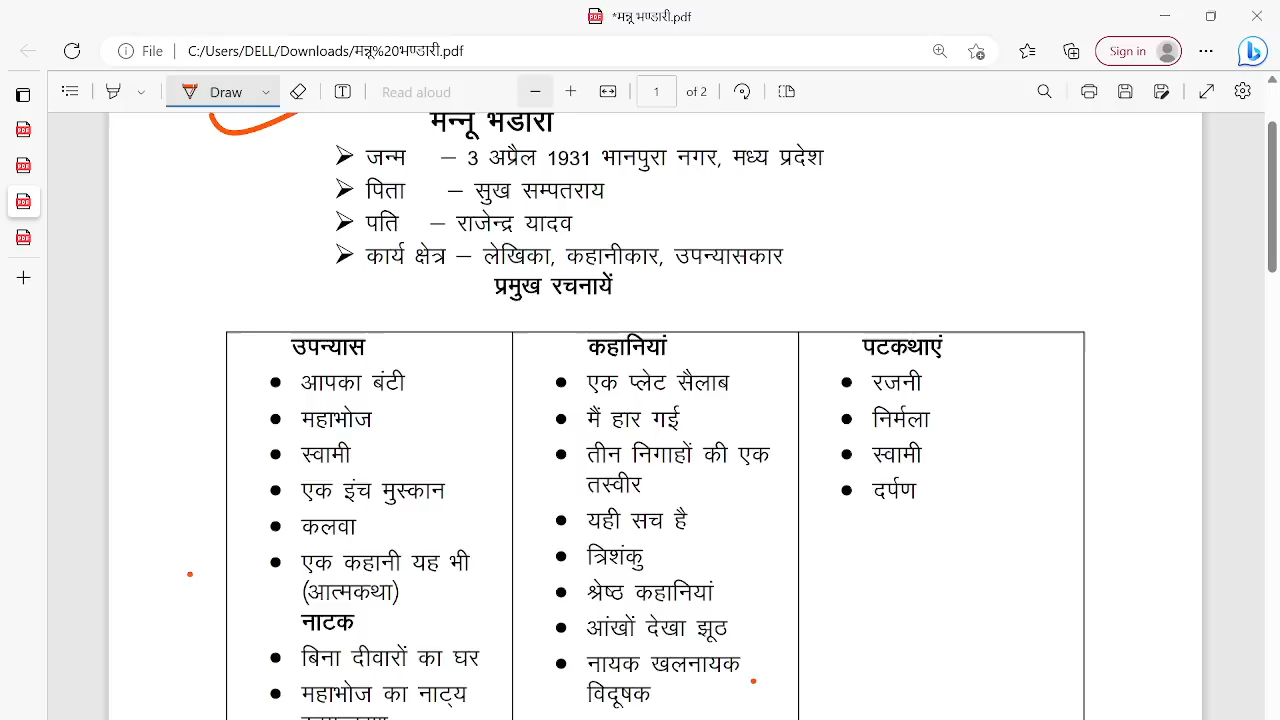 *मन्नू भण्डारी.pdf
File C:/Users/DELL/Downloads/मन्नू%20भण्डारी.pdf
Sign in
Draw
Read aloud
1 of 2
मन्नू भंडारी
जन्म – 3 अप्रैल 1931 भानपुरा नगर, मध्य प्रदेश
पिता – सुख सम्पतराय
पति – राजेन्द्र यादव
कार्य क्षेत्र – लेखिका, कहानीकार, उपन्यासकार
प्रमुख रचनायें
उपन्यास
• आपका बंटी
• महाभोज
• स्वामी
• एक इंच मुस्कान
• कलवा
• एक कहानी यह भी
(आत्मकथा)
नाटक
• बिना दीवारों का घर
• महाभोज का नाट्य
कहानियां
• एक प्लेट सैलाब
• मैं हार गई
• तीन निगाहों की एक
तस्वीर
• यही सच है
• त्रिशंकु
• श्रेष्ठ कहानियां
• आंखों देखा झूठ
• नायक खलनायक
विदूषक
पटकथाएं
• रजनी
• निर्मला
• स्वामी
• दर्पण